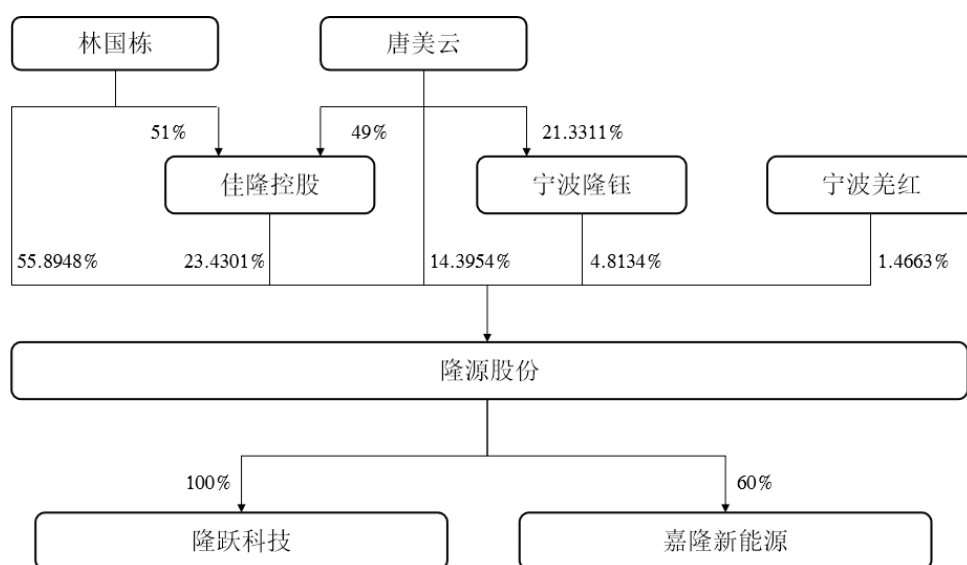 林国栋
唐美云
51%
49%
21.3311%
佳隆控股
宁波隆钰
宁波羌红
55.8948%
23.4301%
14.3954%
4.8134%
1.4663%
隆源股份
100%
60%
隆跃科技
嘉隆新能源